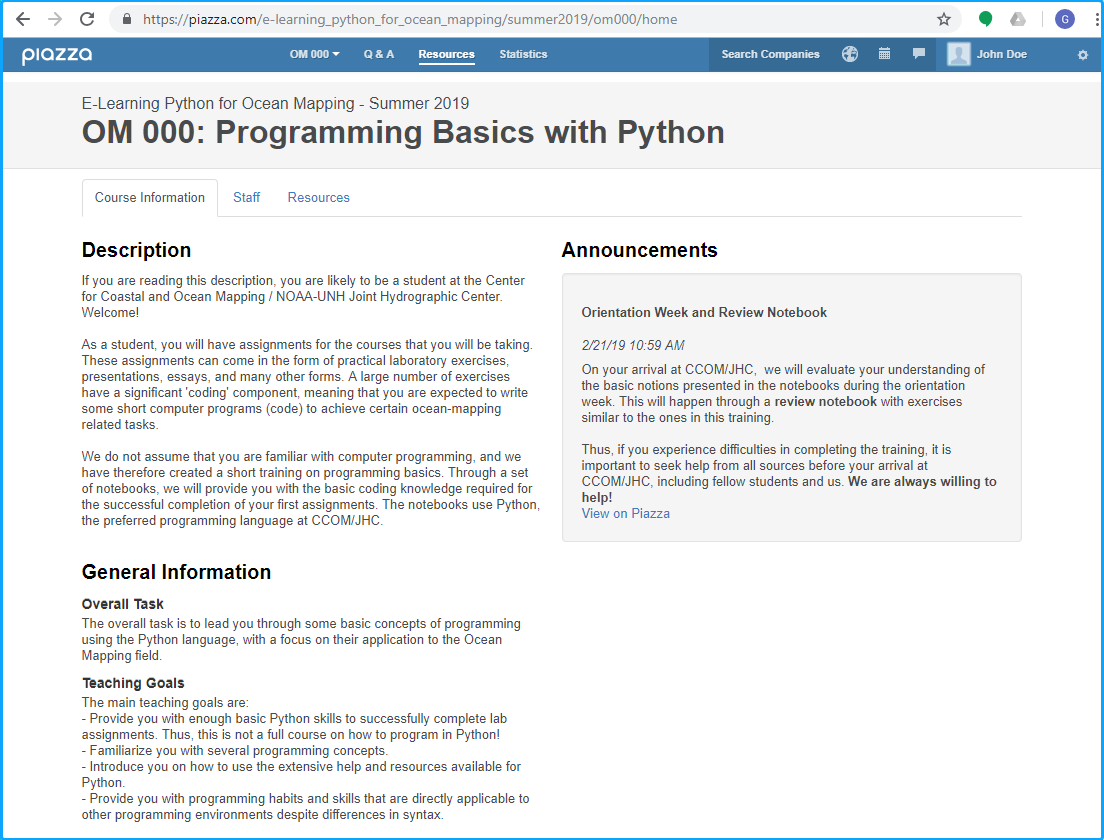 https://piazza.com/e-learning_python_for_ocean_mapping/summer2019/om000/home
G
piazza
OM 000
Q & A
Resources
Statistics
Search Companies
John Doe
E-Learning Python for Ocean Mapping - Summer 2019
OM 000: Programming Basics with Python
Course Information
Staff
Resources
Description
If you are reading this description, you are likely to be a student at the Center
for Coastal and Ocean Mapping / NOAA-UNH Joint Hydrographic Center.
Welcome!
As a student, you will have assignments for the courses that you will be taking.
These assignments can come in the form of practical laboratory exercises,
presentations, essays, and many other forms. A large number of exercises
have a significant 'coding' component, meaning that you are expected to write
some short computer programs (code) to achieve certain ocean-mapping
related tasks.
We do not assume that you are familiar with computer programming, and we
have therefore created a short training on programming basics. Through a set
of notebooks, we will provide you with the basic coding knowledge required for
the successful completion of your first assignments. The notebooks use Python,
the preferred programming language at CCOM/JHC.
General Information
Overall Task
The overall task is to lead you through some basic concepts of programming
using the Python language, with a focus on their application to the Ocean
Mapping field.
Teaching Goals
The main teaching goals are:
- Provide you with enough basic Python skills to successfully complete lab
assignments. Thus, this is not a full course on how to program in Python!
- Familiarize you with several programming concepts.
- Introduce you on how to use the extensive help and resources available for
Python.
- Provide you with programming habits and skills that are directly applicable to
other programming environments despite differences in syntax.
Announcements
Orientation Week and Review Notebook
2/21/19 10:59 AM
On your arrival at CCOM/JHC,  we will evaluate your understanding of
the basic notions presented in the notebooks during the orientation
week. This will happen through a review notebook with exercises
similar to the ones in this training.
Thus, if you experience difficulties in completing the training, it is
important to seek help from all sources before your arrival at
CCOM/JHC, including fellow students and us. We are always willing to
help!
View on Piazza